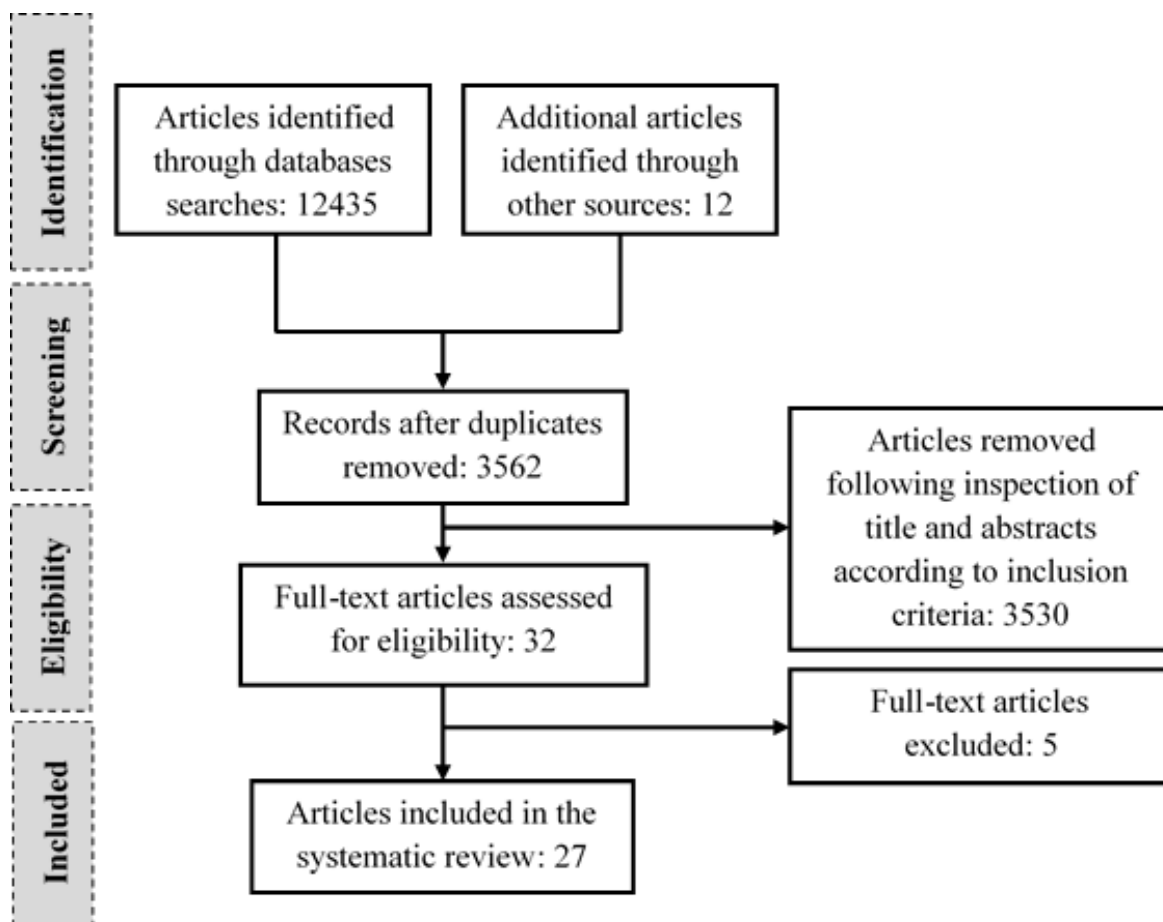 Identification
Articles identified
through databases
searches: 12435
Additional articles
identified through
other sources: 12
Screening
Records after duplicates
removed: 3562
Articles removed
following inspection of
title and abstracts
according to inclusion
criteria: 3530
Eligibility
Full-text articles assessed
for eligibility: 32
Full-text articles
excluded: 5
Included
Articles included in the
systematic review: 27